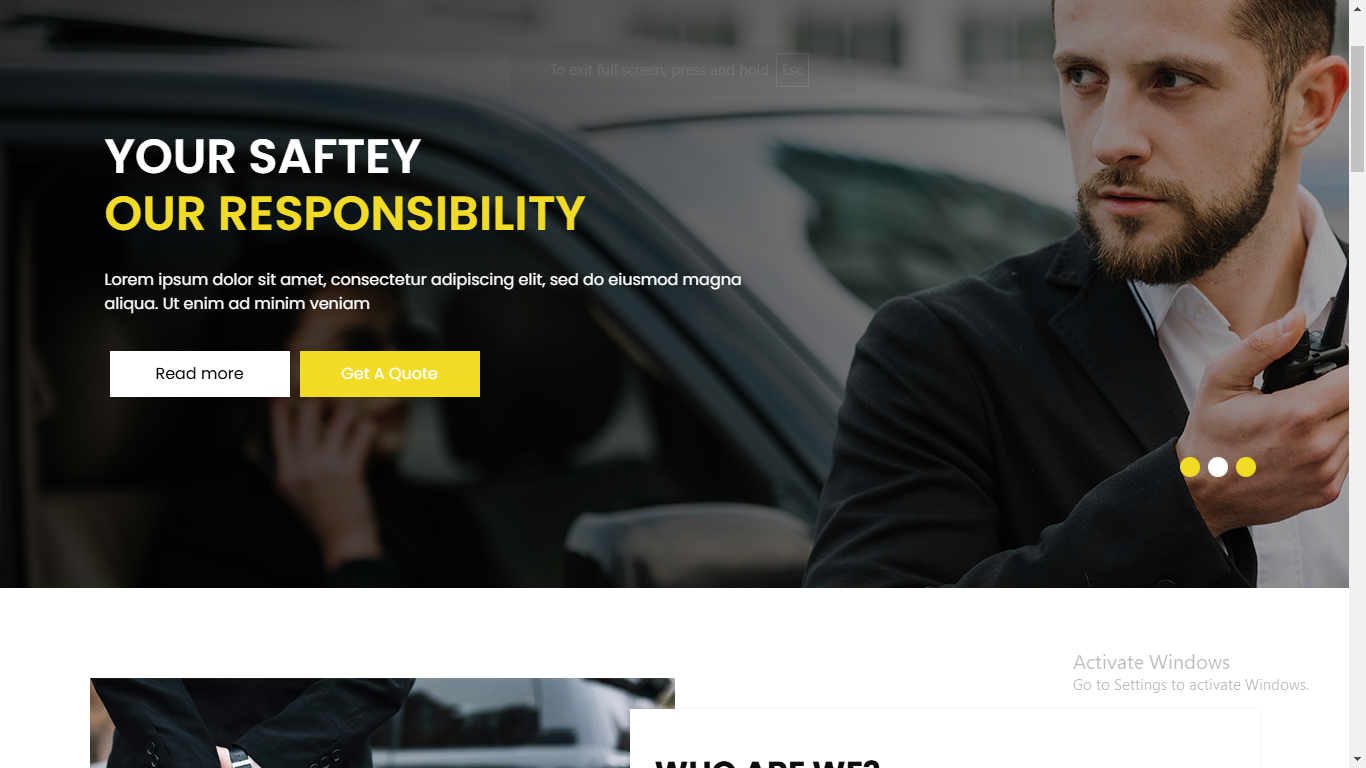 To exit full screen, press and hold Esc
YOUR SAFTEY
OUR RESPONSIBILITY
Lorem ipsum dolor sit amet, consectetur adipiscing elit, sed do eiusmod magna
aliqua. Ut enim ad minim veniam
Read more
Get A Quote
Activate Windows
Go to Settings to activate Windows.
WHO ARE WE?